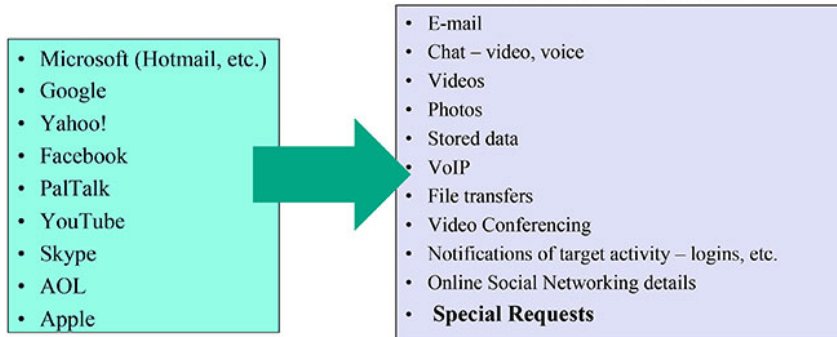 • Microsoft (Hotmail, etc.)
• Google
• Yahoo!
• Facebook
• PalTalk
• YouTube
• Skype
• AOL
• Apple
• E-mail
• Chat – video, voice
• Videos
• Photos
• Stored data
• VoIP
• File transfers
• Video Conferencing
• Notifications of target activity – logins, etc.
• Online Social Networking details
• Special Requests